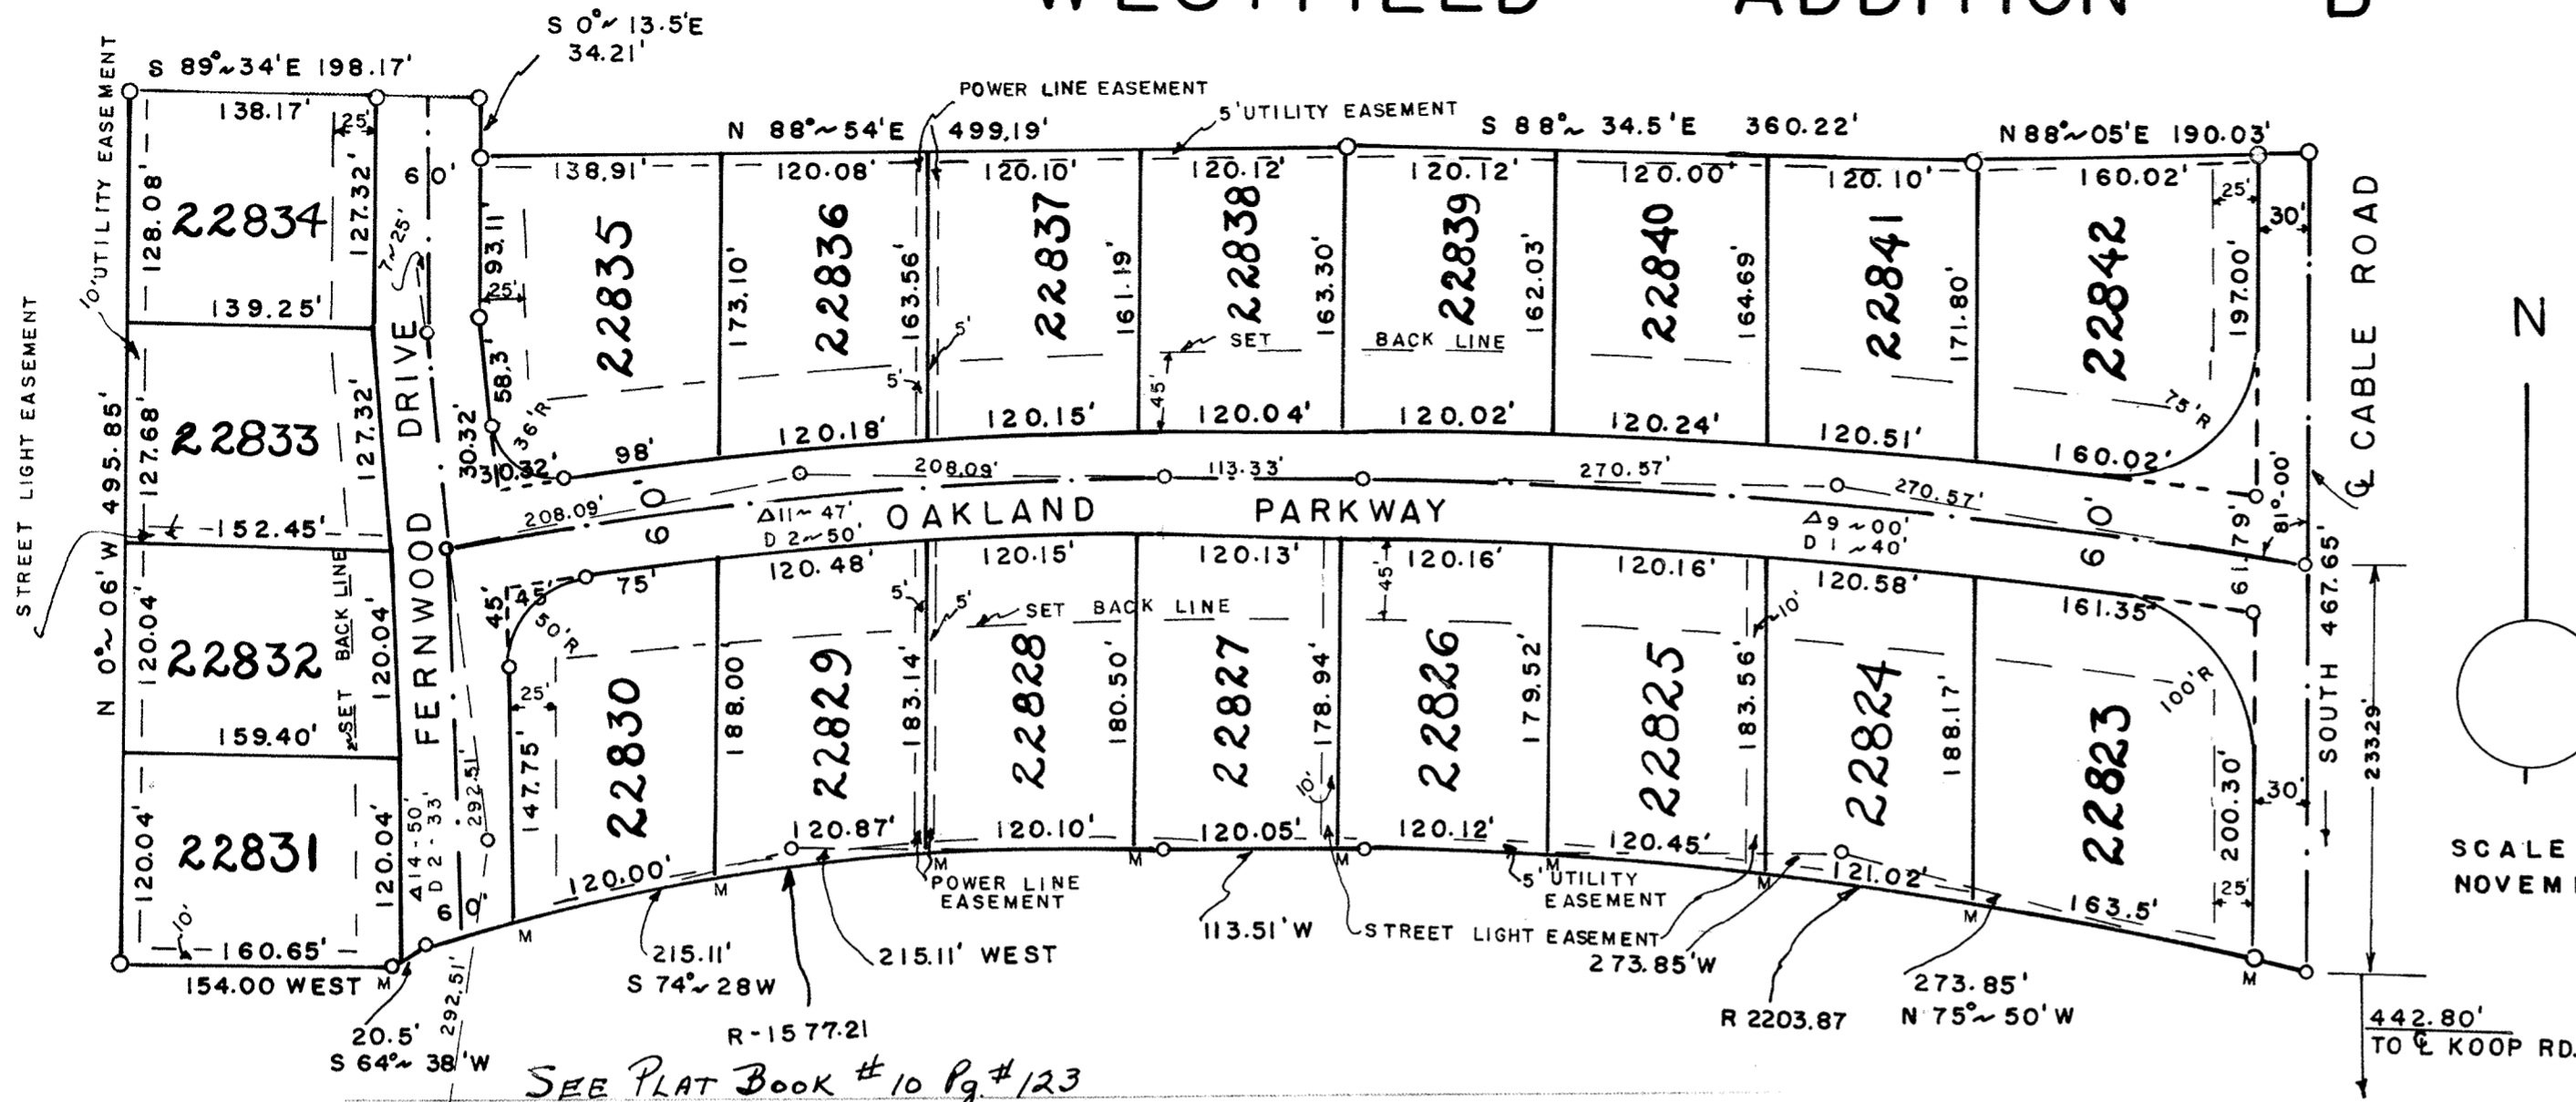 WESTFIELD ADDITION B
S 0°~13.5'E
34.21'
S 89°~34'E 198.17'
138.17'
25'
10' UTILITY EASEMENT
STREET LIGHT EASEMENT
N 0°~06'W 495.85'
128.08'
22834
127.32'
139.25'
127.68'
22833
127.32'
152.45'
120.04'
22832
120.04'
SET BACK LINE
159.40'
120.04'
22831
120.04'
10'
160.65'
154.00 WEST
M
20.5'
S 64°~38'W
60'
7~25'
FERNWOOD DRIVE
Δ14-50'
D 2-33'
292.51'
60'
292.51'
N 88°~54'E 499.19'
POWER LINE EASEMENT
5' UTILITY EASEMENT
S 88°~34.5'E 360.22'
N 88°~05'E 190.03'
138.91'
120.08'
120.10'
120.12'
120.12'
120.00'
120.10'
160.02'
25'
30'
93.11'
25'
58.3'
36'R
30.32'
22835
173.10'
22836
163.56'
5'
5'
22837
161.19'
22838
163.30'
22839
162.03'
22840
164.69'
22841
171.80'
22842
197.00'
75'R
SET BACK LINE
45'
98'
120.18'
120.15'
120.04'
120.02'
120.24'
120.51'
160.02'
208.09'
208.09'
113.33'
270.57'
270.57'
60'
Δ11~47'
D 2~50'
OAKLAND PARKWAY
Δ9~00'
D 1~40'
60'
61.79'
81°-00'
℄ CABLE ROAD
SOUTH 467.65'
N
45'
45'
50'R
75'
120.48'
120.15'
120.13'
120.16'
120.16'
120.58'
161.35'
5'
5'
SET BACK LINE
45'
10'
25'
147.75'
22830
188.00'
22829
183.14'
22828
180.50'
22827
178.94'
10'
22826
179.52'
22825
183.56'
22824
188.17'
22823
100'R
200.30'
30'
25'
120.00'
120.87'
120.10'
120.05'
120.12'
120.45'
121.02'
163.5'
M
M
M
M
M
M
M
M
M
POWER LINE
EASEMENT
5' UTILITY
EASEMENT
215.11'
S 74°~28W
215.11' WEST
113.51'W
STREET LIGHT EASEMENT
273.85'W
R-1577.21
R 2203.87
273.85'
N 75°~50'W
SCALE
NOVEM
442.80'
TO ℄ KOOP RD.
SEE PLAT BOOK #10 Pg. #123